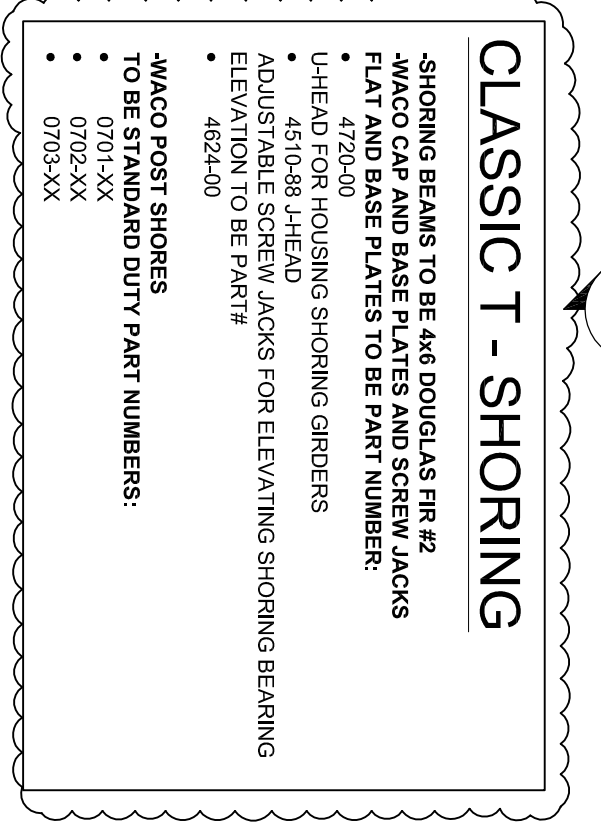 CLASSIC T - SHORING
-SHORING BEAMS TO BE 4x6 DOUGLAS FIR #2
-WACO CAP AND BASE PLATES AND SCREW JACKS
FLAT AND BASE PLATES TO BE PART NUMBER:
• 4720-00
U-HEAD FOR HOUSING SHORING GIRDERS
• 4510-88 J-HEAD
ADJUSTABLE SCREW JACKS FOR ELEVATING SHORING BEARING
ELEVATION TO BE PART#
• 4624-00
-WACO POST SHORES
TO BE STANDARD DUTY PART NUMBERS:
• 0701-XX
• 0702-XX
• 0703-XX